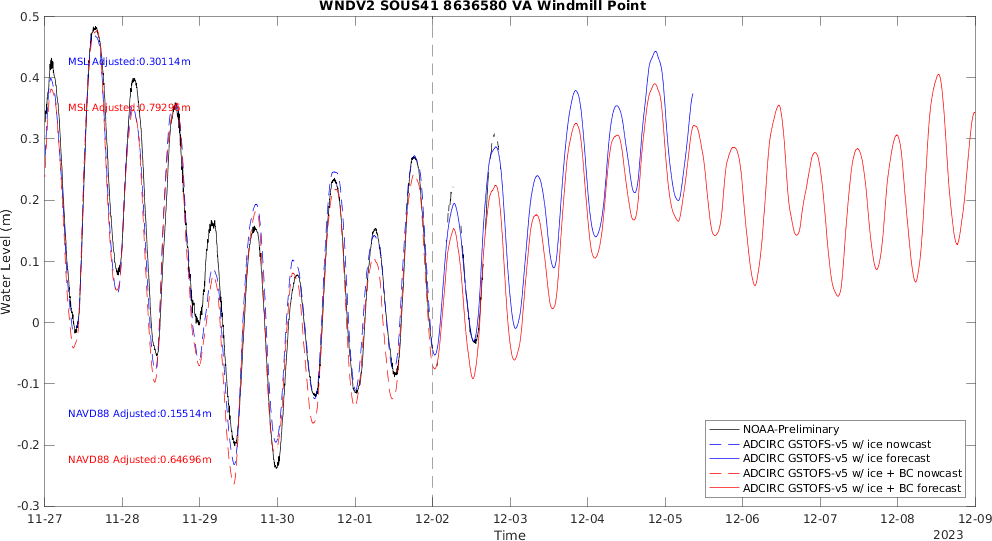 WNDV2 SOUS41 8636580 VA Windmill Point
Water Level (m)
0.5
0.4
0.3
0.2
0.1
0
-0.1
-0.2
-0.3
MSL Adjusted:0.30114m
MSL Adjusted:
NAVD88 Adjusted:0.15514m
NAVD88 Adjusted:0.64696m
NOAA-Preliminary
ADCIRC GSTOFS-v5 w/ ice nowcast
ADCIRC GSTOFS-v5 w/ ice forecast
ADCIRC GSTOFS-v5 w/ ice + BC nowcast
ADCIRC GSTOFS-v5 w/ ice + BC forecast
11-27 11-28 11-29 11-30 12-01 12-02 12-03 12-04 12-05 12-06 12-07 12-08 12-09
Time
2023